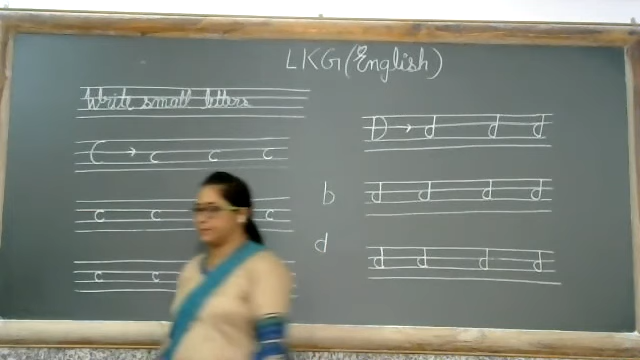 LKG (English)
Write small letters
C → c c c
c c c
c c
D → d d d
b
d d d d
d
d d d d